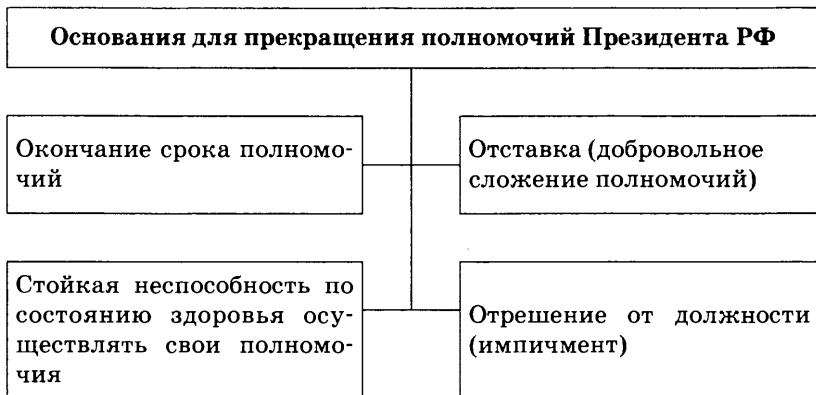 Основания для прекращения полномочий Президента РФ
Окончание срока полномо-
чий
Отставка (добровольное
сложение полномочий)
Стойкая неспособность по
состоянию здоровья осу-
ществлять свои полномо-
чия
Отрешение от должности
(импичмент)